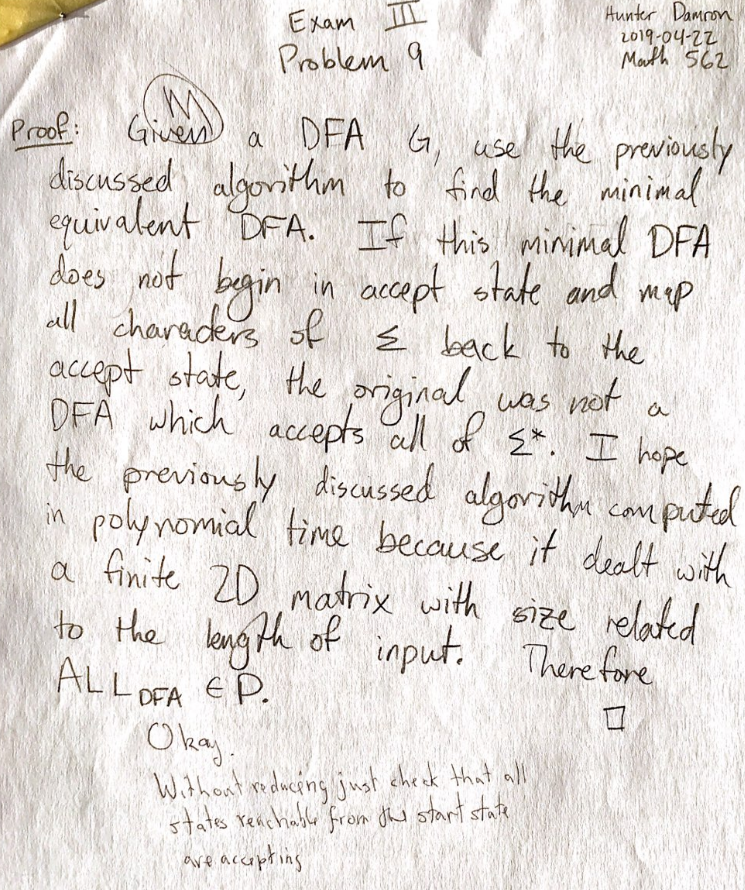 Exam III
Problem 9
Hunter Damron
2019-04-22
Math 562
Proof: Given a DFA G, use the previously
discussed algorithm to find the minimal
equivalent DFA. If this minimal DFA
does not begin in accept state and map
all characters of Σ back to the
accept state, the original was not a
DFA which accepts all of Σ*. I hope
the previously discussed algorithm computed
in polynomial time because it dealt with
a finite 2D matrix with size related
to the length of input. Therefore
ALL DFA ∈ P.
□
Okay.
Without reducing just check that all
states reachable from the start state
are accepting